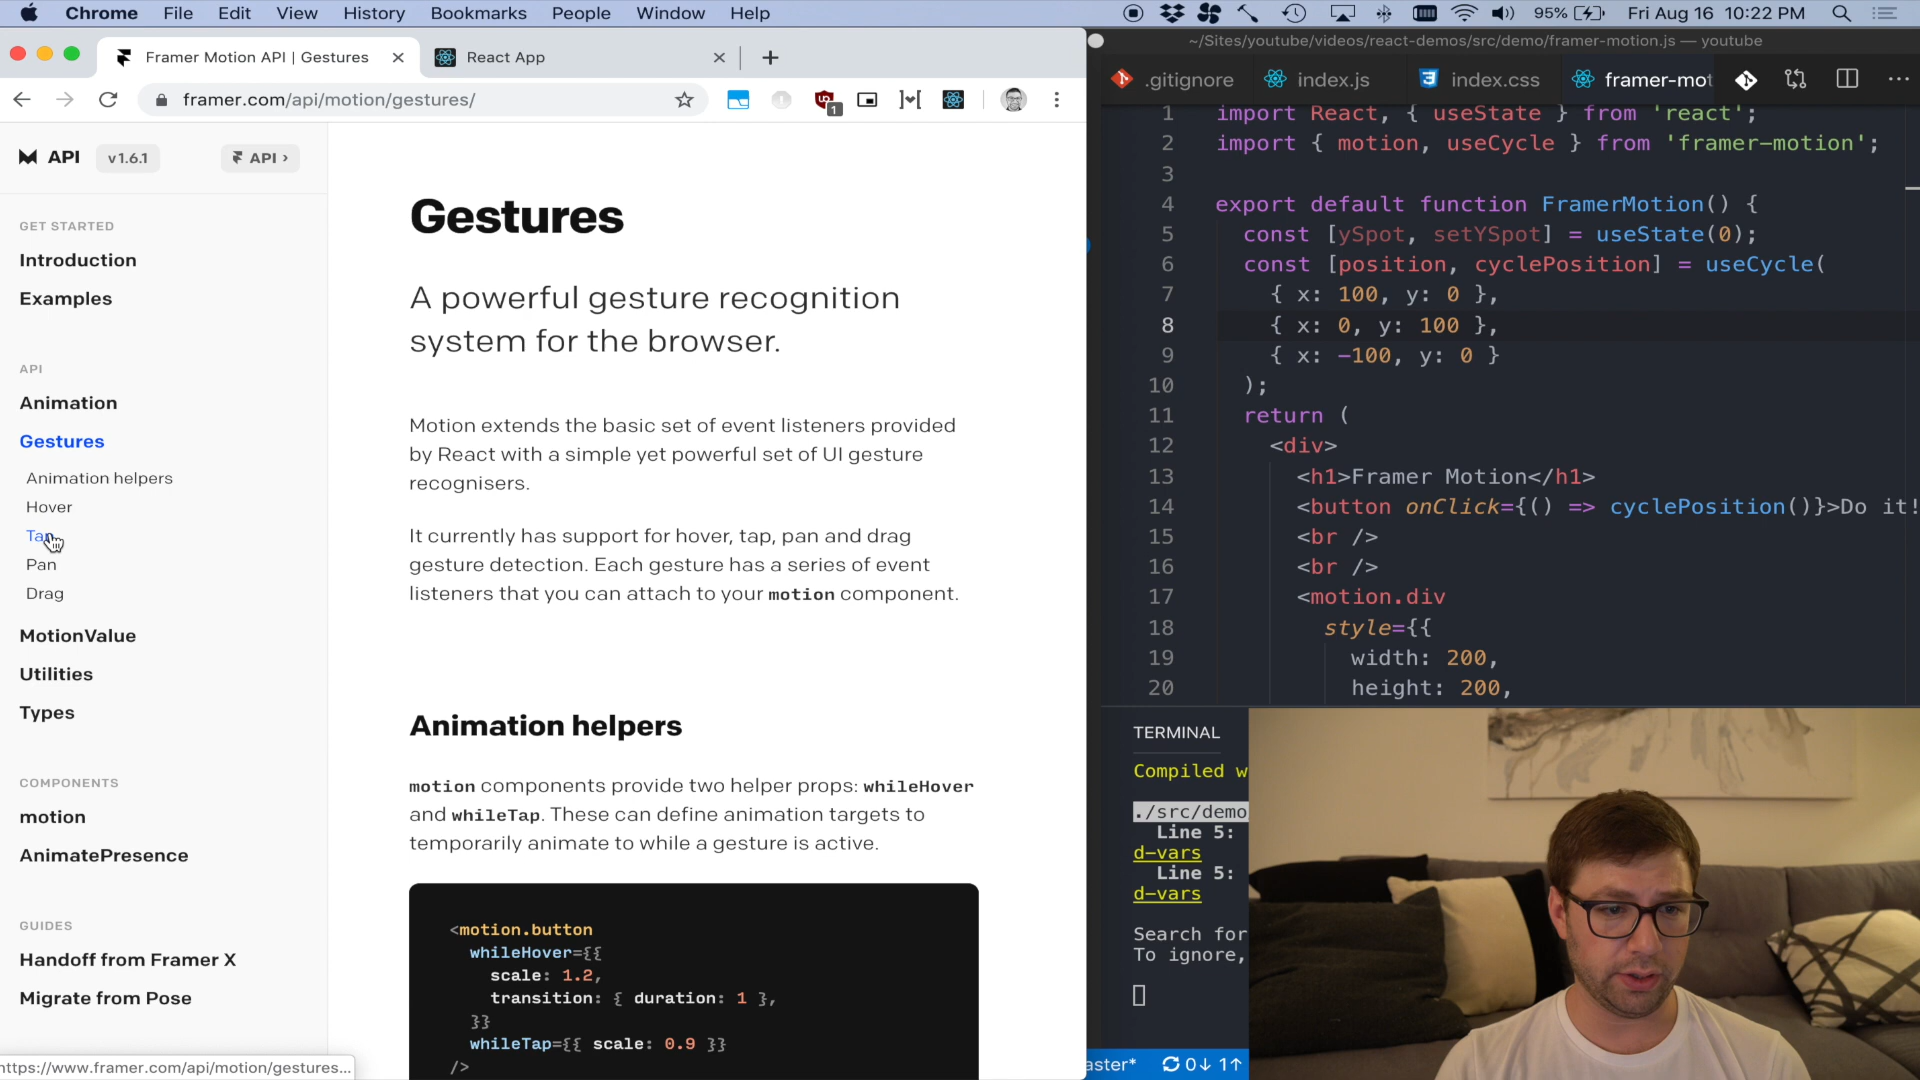 Chrome File Edit View History Bookmarks People Window Help
95% Fri Aug 16 10:22 PM
Framer Motion API | Gestures
React App
framer.com/api/motion/gestures/
1
API
v1.6.1
API ›
GET STARTED
Introduction
Examples
API
Animation
Gestures
Animation helpers
Hover
Tap
Pan
Drag
MotionValue
Utilities
Types
COMPONENTS
motion
AnimatePresence
GUIDES
Handoff from Framer X
Migrate from Pose
https://www.framer.com/api/motion/gestures...
Gestures
A powerful gesture recognition
system for the browser.
Motion extends the basic set of event listeners provided
by React with a simple yet powerful set of UI gesture
recognisers.
It currently has support for hover, tap, pan and drag
gesture detection. Each gesture has a series of event
listeners that you can attach to your motion component.
Animation helpers
motion components provide two helper props: whileHover
and whileTap. These can define animation targets to
temporarily animate to while a gesture is active.
<motion.button
whileHover={{
scale: 1.2,
transition: { duration: 1 },
}}
whileTap={{ scale: 0.9 }}
/>
~/Sites/youtube/videos/react-demos/src/demo/framer-motion.js — youtube
.gitignore
index.js
index.css
framer-mot
1 import React, { useState } from 'react';
2 import { motion, useCycle } from 'framer-motion';
3
4 export default function FramerMotion() {
5 const [ySpot, setYSpot] = useState(0);
6 const [position, cyclePosition] = useCycle(
7 { x: 100, y: 0 },
8 { x: 0, y: 100 },
9 { x: -100, y: 0 }
10 );
11 return (
12 <div>
13 <h1>Framer Motion</h1>
14 <button onClick={() => cyclePosition()}>Do it!
15 <br />
16 <br />
17 <motion.div
18 style={{
19 width: 200,
20 height: 200,
TERMINAL
Compiled w
./src/demo
Line 5:
d-vars
Line 5:
d-vars
Search for
To ignore,
aster* 0↓ 1↑